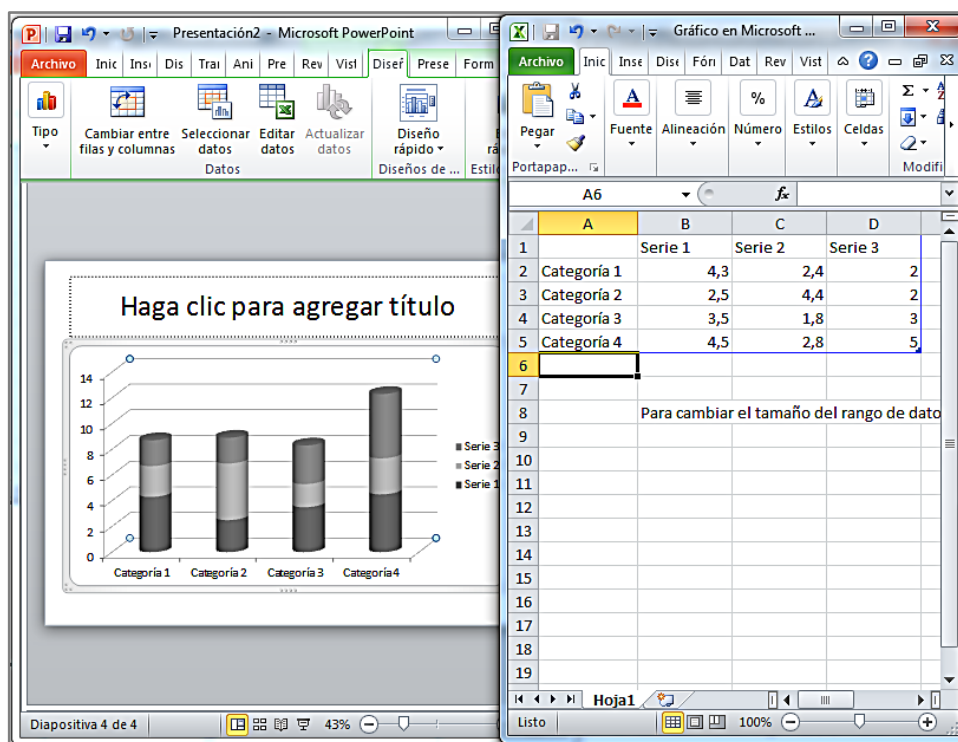 Presentación2 - Microsoft PowerPoint
Archivo Inic Inse Dis Trai Ani Pre Rev Vist Diseñ Prese Form
Tipo
Cambiar entre filas y columnas
Seleccionar datos
Editar datos
Actualizar datos
Datos
Diseño rápido
Diseños de ...
Estilo
Haga clic para agregar título
14
12
10
8
6
4
2
0
Serie 3
Serie 2
Serie 1
Categoría 1 Categoría 2 Categoría 3 Categoría 4
Diapositiva 4 de 4
43%
Gráfico en Microsoft ...
Archivo Inic Inse Dise Fórn Dat Rev Vist
Pegar
Fuente
Alineación
%
Número
Estilos
Celdas
Portapap...
Modifi
A6
fx
A B C D
1 Serie 1 Serie 2 Serie 3
2 Categoría 1 4,3 2,4 2
3 Categoría 2 2,5 4,4 2
4 Categoría 3 3,5 1,8 3
5 Categoría 4 4,5 2,8 5
6
7
8 Para cambiar el tamaño del rango de dato
9
10
11
12
13
14
15
16
17
18
19
Hoja1
Listo
100%